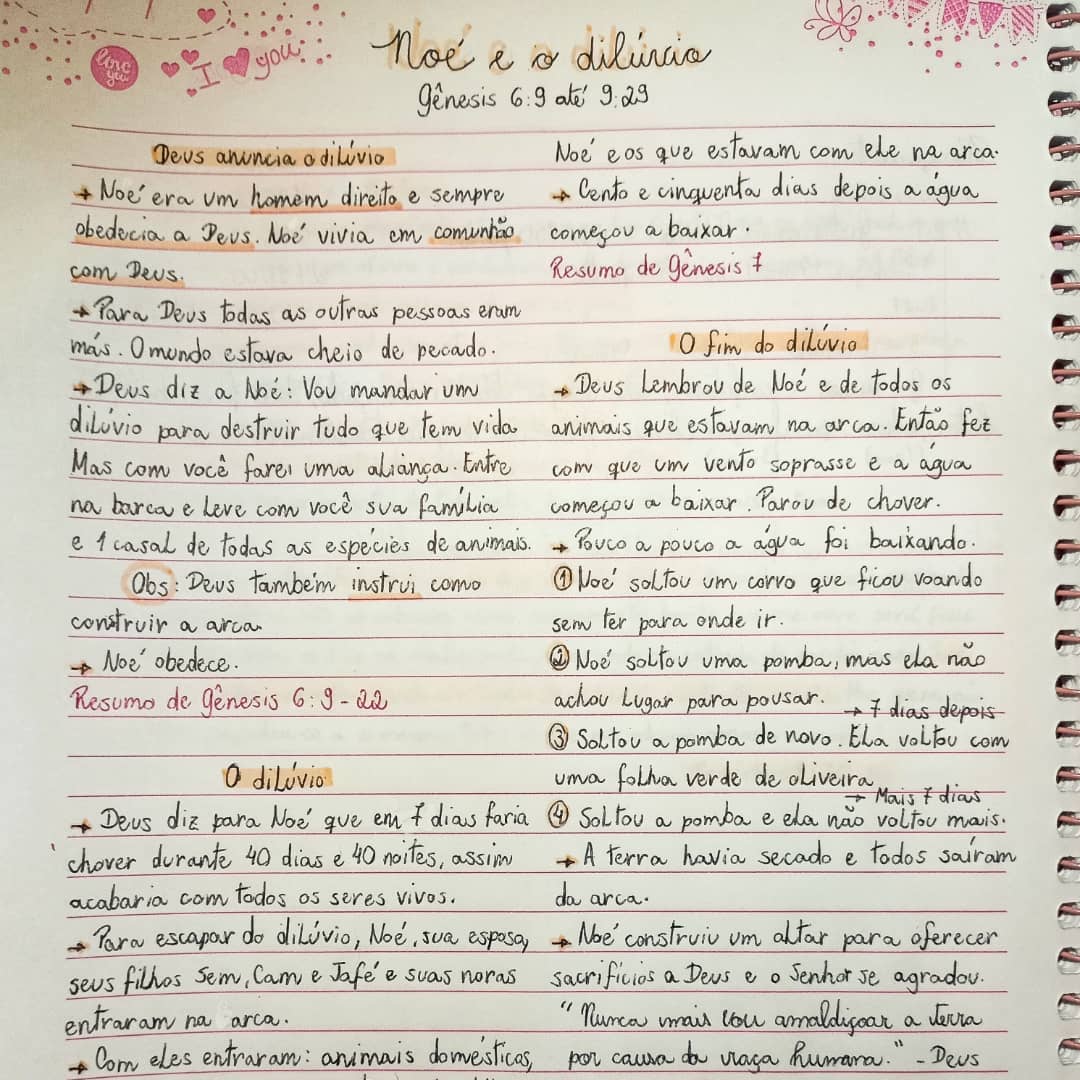 love you
I you
Noé e o dilúvio
Gênesis 6:9 até 9:29
Deus anuncia o dilúvio
→ Noé era um homem direito e sempre
obedecia a Deus. Noé vivia em comunhão
com Deus.
→ Para Deus todas as outras pessoas eram
más. O mundo estava cheio de pecado.
→ Deus diz a Noé: Vou mandar um
dilúvio para destruir tudo que tem vida
Mas com você farei uma aliança. Entre
na barca e leve com você sua família
e 1 casal de todas as espécies de animais.
Obs: Deus também instrui como
construir a arca.
→ Noé obedece.
Resumo de gênesis 6:9-22
O dilúvio
→ Deus diz para Noé que em 7 dias faria
chover durante 40 dias e 40 noites, assim
acabaria com todos os seres vivos.
→ Para escapar do dilúvio, Noé, sua esposa,
seus filhos Sem, Cam e Jafé e suas noras
entraram na arca.
→ Com eles entraram: animais domésticas,
Noé e os que estavam com ele na arca.
→ Cento e cinquenta dias depois a água
começou a baixar.
Resumo de gênesis 7
O fim do dilúvio
→ Deus Lembrou de Noé e de todos os
animais que estavam na arca. Então fez
com que um vento soprasse e a água
começou a baixar. Parou de chover.
→ Pouco a pouco a água foi baixando.
① Noé soltou um corvo que ficou voando
sem ter para onde ir.
② Noé soltou uma pomba, mas ela não
achou lugar para pousar.
→ 7 dias depois
③ Soltou a pomba de novo. Ela voltou com
uma folha verde de oliveira
→ Mais 7 dias
④ Soltou a pomba e ela não voltou mais.
→ A terra havia secado e todos saíram
da arca.
→ Noé construiu um altar para oferecer
sacrifícios a Deus e o Senhor se agradou.
"Nunca mais vou amaldiçoar a terra
por causa da raça humana." - Deus